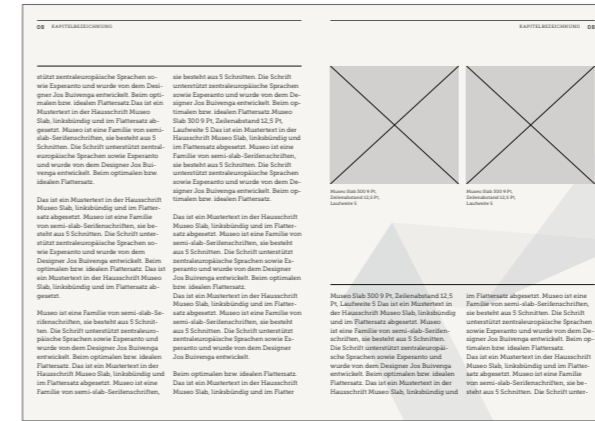 08 KAPITELBEZEICHNUNG
KAPITELBEZEICHNUNG 08
stützt zentraleuropäische Sprachen so-
wie Esperanto und wurde von dem Desi-
gner Jos Buivenga entwickelt. Beim opti-
malen bzw. idealen Flattersatz.Das ist ein
Mustertext in der Hausschrift Museo
Slab, linksbündig und im Flattersatz ab-
gesetzt. Museo ist eine Familie von semi-
slab-Serifenschriften, sie besteht aus 5
Schnitten. Die Schrift unterstützt zentral-
europäische Sprachen sowie Esperanto
und wurde von dem Designer Jos Bui-
venga entwickelt. Beim optimalen bzw.
idealen Flattersatz.
Das ist ein Mustertext in der Hausschrift
Museo Slab, linksbündig und im Flatter-
satz abgesetzt. Museo ist eine Familie
von semi-slab-Serifenschriften, sie be-
steht aus 5 Schnitten. Die Schrift unter-
stützt zentraleuropäische Sprachen so-
wie Esperanto und wurde von dem
Designer Jos Buivenga entwickelt. Beim
optimalen bzw. idealen Flattersatz. Das ist
ein Mustertext in der Hausschrift Museo
Slab, linksbündig und im Flattersatz ab-
gesetzt.
Museo ist eine Familie von semi-slab-Se-
rifenschriften, sie besteht aus 5 Schnit-
ten. Die Schrift unterstützt zentraleuro-
päische Sprachen sowie Esperanto und
wurde von dem Designer Jos Buivenga
entwickelt. Beim optimalen bzw. idealen
Flattersatz. Das ist ein Mustertext in der
Hausschrift Museo Slab, linksbündig und
im Flattersatz abgesetzt. Museo ist eine
Familie von semi-slab-Serifenschriften,
sie besteht aus 5 Schnitten. Die Schrift
unterstützt zentraleuropäische Sprachen
sowie Esperanto und wurde von dem De-
signer Jos Buivenga entwickelt. Beim op-
timalen bzw. idealen Flattersatz.Museo
Slab 300 9 Pt, Zeilenabstand 12,5 Pt,
Laufweite 5 Das ist ein Mustertext in der
Hausschrift Museo Slab, linksbündig und
im Flattersatz abgesetzt. Museo ist eine
Familie von semi-slab-Serifenschriften,
sie besteht aus 5 Schnitten. Die Schrift
unterstützt zentraleuropäische Sprachen
sowie Esperanto und wurde von dem De-
signer Jos Buivenga entwickelt. Beim op-
timalen bzw. idealen Flattersatz.
Das ist ein Mustertext in der Hausschrift
Museo Slab, linksbündig und im Flatter-
satz abgesetzt. Museo ist eine Familie von
semi-slab-Serifenschriften, sie besteht
aus 5 Schnitten. Die Schrift unterstützt
zentraleuropäische Sprachen sowie Es-
peranto und wurde von dem Designer
Jos Buivenga entwickelt. Beim optimalen
bzw. idealen Flattersatz.
Das ist ein Mustertext in der Hausschrift
Museo Slab, linksbündig und im Flatter-
satz abgesetzt. Museo ist eine Familie von
semi-slab-Serifenschriften, sie besteht
aus 5 Schnitten. Die Schrift unterstützt
zentraleuropäische Sprachen sowie Es-
peranto und wurde von dem Designer
Jos Buivenga entwickelt.
Beim optimalen bzw. idealen Flattersatz.
Das ist ein Mustertext in der Hausschrift
Museo Slab, linksbündig und im Flatter
Museo Slab 300 9 Pt,
Zeilenabstand 12,5 Pt,
Laufweite 5
Museo Slab 300 9 Pt,
Zeilenabstand 12,5 Pt,
Laufweite 5
Museo Slab 300 9 Pt, Zeilenabstand 12,5
Pt, Laufweite 5 Das ist ein Mustertext in
der Hausschrift Museo Slab, linksbündig
und im Flattersatz abgesetzt. Museo ist
eine Familie von semi-slab-Serifen-
schriften, sie besteht aus 5 Schnitten.
Die Schrift unterstützt zentraleuropäi-
sche Sprachen sowie Esperanto und
wurde von dem Designer Jos Buivenga
entwickelt. Beim optimalen bzw. idealen
Flattersatz. Das ist ein Mustertext in der
Hausschrift Museo Slab, linksbündig und
im Flattersatz abgesetzt. Museo ist eine
Familie von semi-slab-Serifenschriften,
sie besteht aus 5 Schnitten. Die Schrift
unterstützt zentraleuropäische Sprachen
sowie Esperanto und wurde von dem De-
signer Jos Buivenga entwickelt. Beim op-
timalen bzw. idealen Flattersatz.
Das ist ein Mustertext in der Hausschrift
Museo Slab, linksbündig und im Flatter-
satz abgesetzt. Museo ist eine Familie
von semi-slab-Serifenschriften, sie be-
steht aus 5 Schnitten. Die Schrift unter-